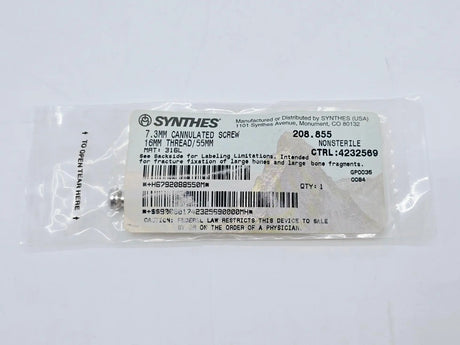 SYNTHES®
Manufactured or Distributed by SYNTHES (USA)
1101 Synthes Avenue, Monument, CO 80132
7.3MM CANNULATED SCREW
16MM THREAD/55MM
MAT: 316L
208.855
NONSTERILE
CTRL:4232569
See Backside for Labeling Limitations. Intended
for fracture fixation of large bones and large bone fragments.
GP0035
0084
*+H6792088550M*
QTY: 1
CAUTION: FEDERAL LAW RESTRICTS THIS DEVICE TO SALE
BY OR ON THE ORDER OF A PHYSICIAN.
↑ TO OPEN TEAR HERE ↑